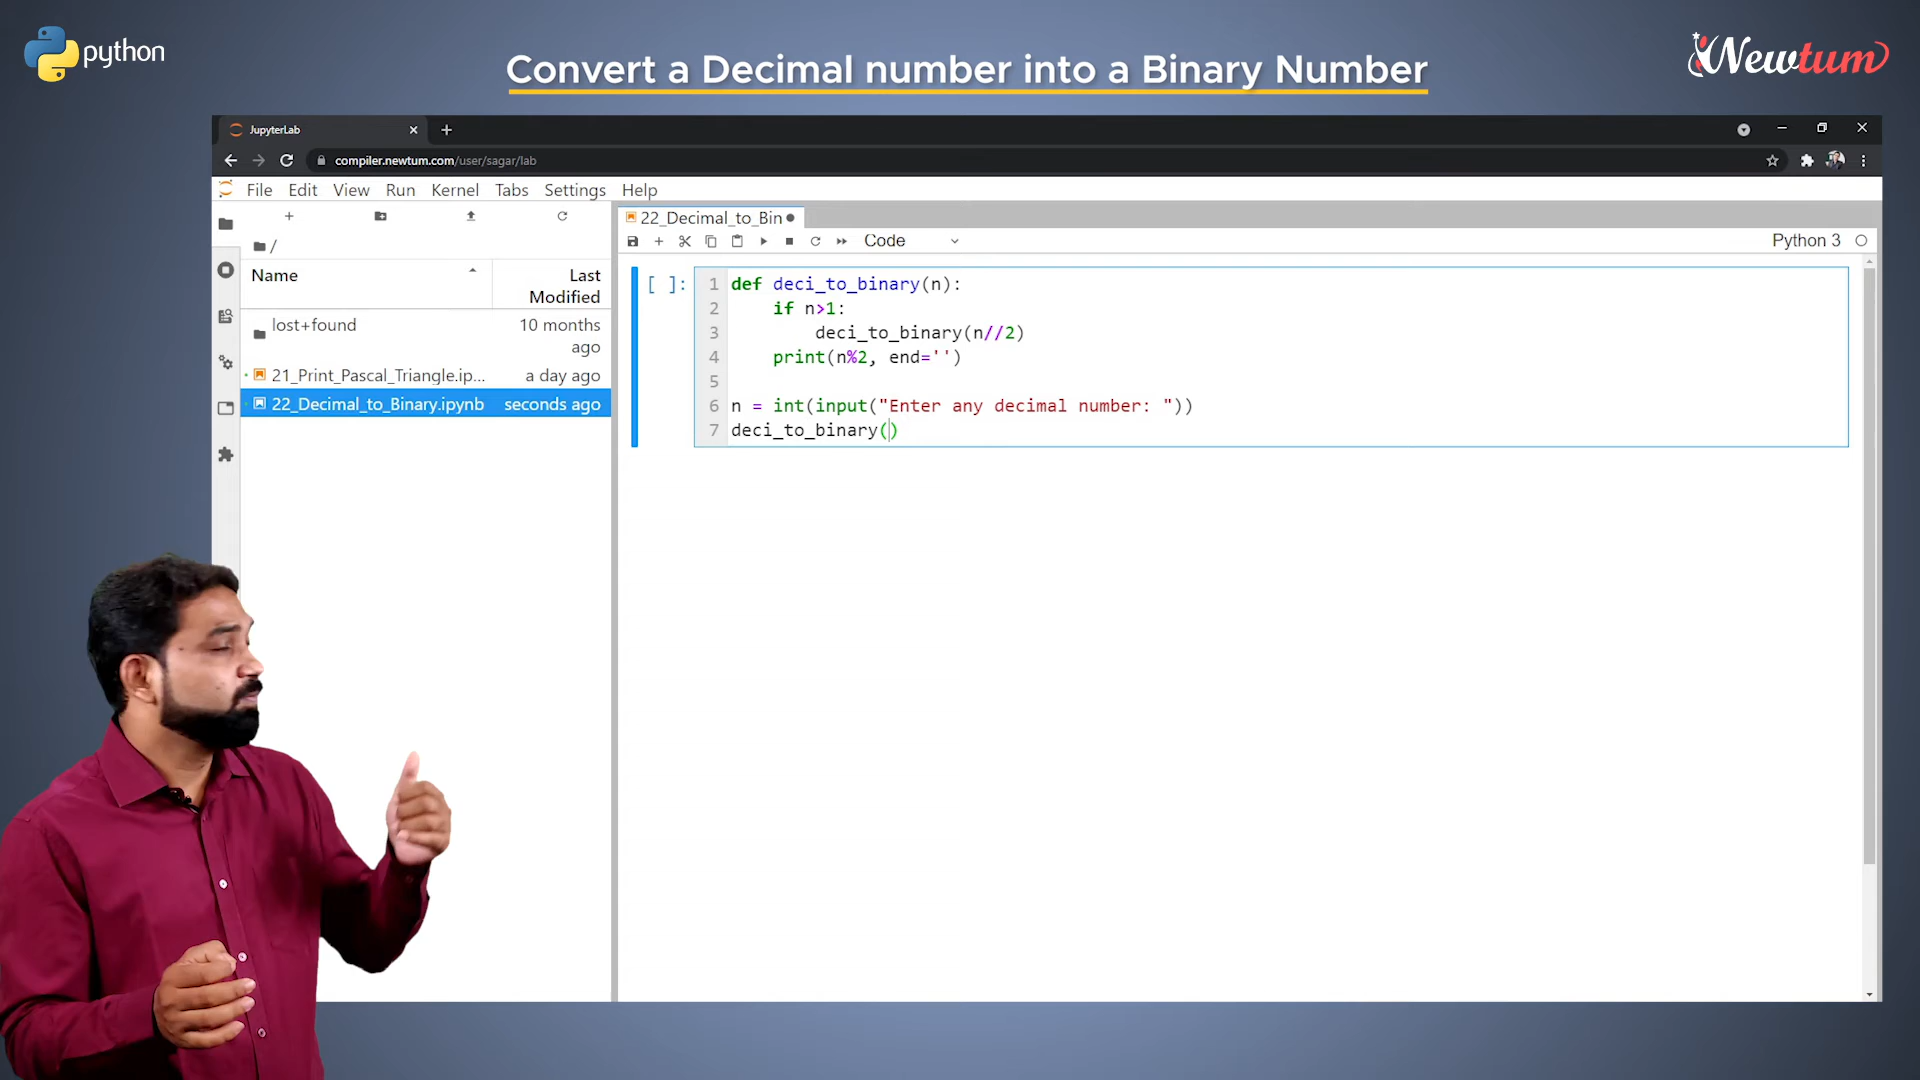 python
Convert a Decimal number into a Binary Number
Newtum
JupyterLab
compiler.newtum.com/user/sagar/lab
File Edit View Run Kernel Tabs Settings Help
22_Decimal_to_Bin
/
Code
Python 3
Name Last Modified
lost+found 10 months ago
21_Print_Pascal_Triangle.ip... a day ago
22_Decimal_to_Binary.ipynb seconds ago
[ ]:
1 def deci_to_binary(n):
2 if n>1:
3 deci_to_binary(n//2)
4 print(n%2, end='')
5
6 n = int(input("Enter any decimal number: "))
7 deci_to_binary()